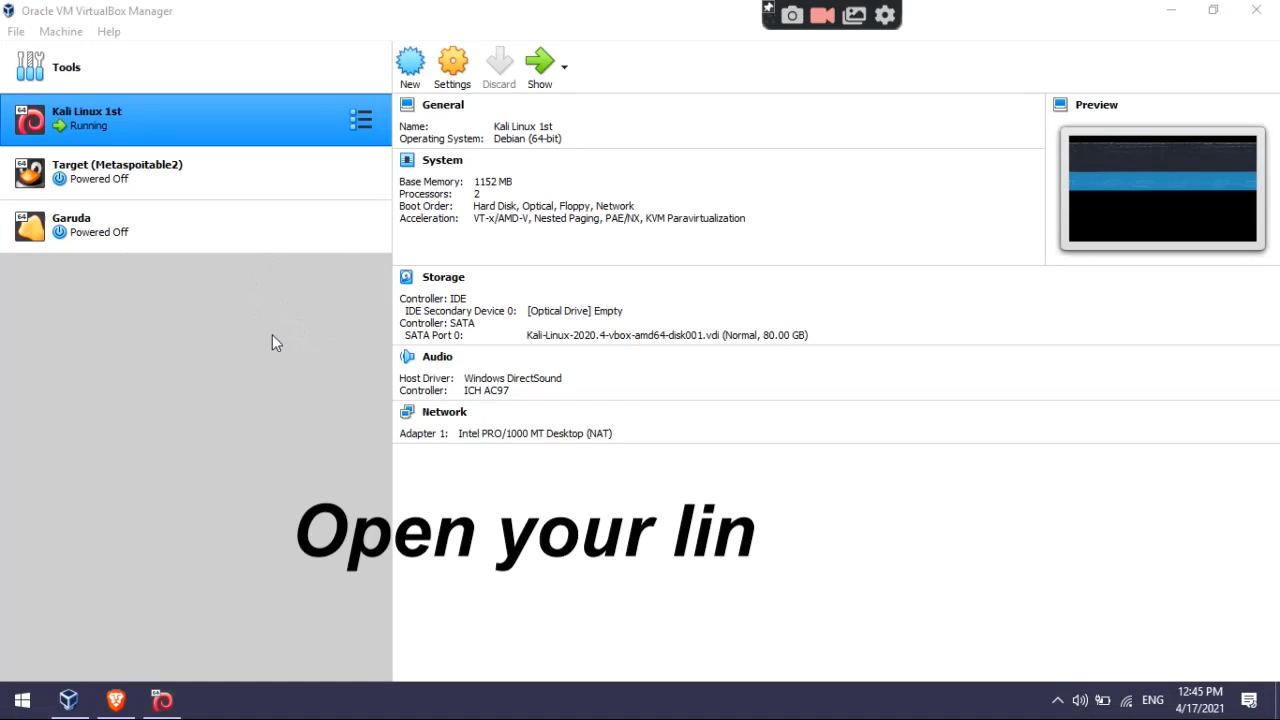 Oracle VM VirtualBox Manager
File Machine Help
Tools
New Settings Discard Show
64 Kali Linux 1st
Running
64 Target (Metaspoitable2)
Powered Off
64 Garuda
Powered Off
General
Name: Kali Linux 1st
Operating System: Debian (64-bit)
System
Base Memory: 1152 MB
Processors: 2
Boot Order: Hard Disk, Optical, Floppy, Network
Acceleration: VT-x/AMD-V, Nested Paging, PAE/NX, KVM Paravirtualization
Preview
Storage
Controller: IDE
IDE Secondary Device 0: [Optical Drive] Empty
Controller: SATA
SATA Port 0: Kali-Linux-2020.4-vbox-amd64-disk001.vdi (Normal, 80.00 GB)
Audio
Host Driver: Windows DirectSound
Controller: ICH AC97
Network
Adapter 1: Intel PRO/1000 MT Desktop (NAT)
Open your lin
64
ENG
12:45 PM
4/17/2021